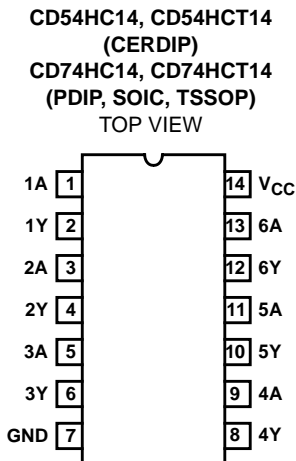 CD54HC14, CD54HCT14
(CERDIP)
CD74HC14, CD74HCT14
(PDIP, SOIC, TSSOP)
TOP VIEW
1A 1 14 VCC
1Y 2 13 6A
2A 3 12 6Y
2Y 4 11 5A
3A 5 10 5Y
3Y 6 9 4A
GND 7 8 4Y